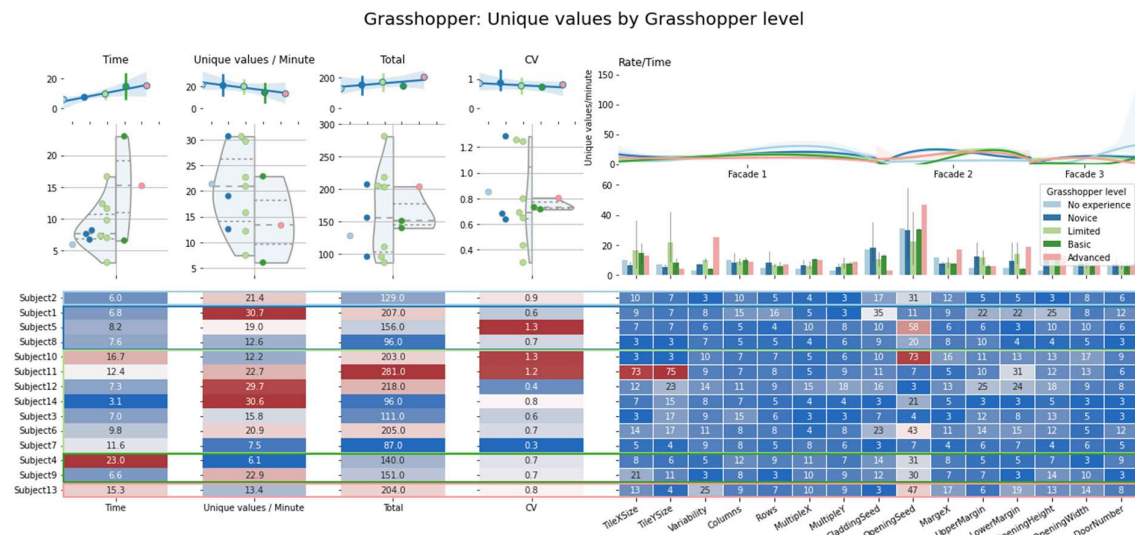 Grasshopper: Unique values by Grasshopper level
Time
Unique values / Minute
Total
CV
Rate/Time
20
0
20
0
200
0
1
0
150
100
50
0
Unique values/minute
Facade 1
Facade 2
Facade 3
20
15
10
5
30
25
20
15
10
5
300
250
200
150
100
1.2
1.0
0.8
0.6
0.4
60
40
20
0
Grasshopper level
No experience
Novice
Limited
Basic
Advanced
Subject2 6.0 21.4 129.0 0.9 10 7 3 10 5 4 3 17 31 12 5 5 3 8 6
Subject1 6.8 30.7 207.0 0.6 9 7 8 15 16 5 3 35 11 9 22 22 25 8 12
Subject5 8.2 19.0 156.0 1.3 7 7 6 5 4 10 8 10 58 6 4 3 10 10 6
Subject8 7.6 12.6 96.0 0.7 3 3 7 5 4 6 9 9 20 8 9 4 4 5 3
Subject10 16.7 12.2 203.0 1.3 3 3 10 7 7 5 6 10 73 16 11 13 13 17 9
Subject11 12.4 22.7 281.0 1.2 73 75 9 7 8 5 9 11 7 5 9 31 12 13 6
Subject12 7.3 29.7 218.0 0.4 12 23 14 11 9 15 18 16 3 13 25 24 18 9 8
Subject14 3.1 30.6 96.0 0.8 7 15 8 7 5 4 3 5 21 3 5 3 5 3 3
Subject3 7.0 15.8 111.0 0.6 3 17 9 15 6 3 3 7 4 3 12 8 13 5 3
Subject6 9.8 20.9 205.0 0.7 14 17 11 9 8 7 7 23 43 8 15 14 12 5 12
Subject7 11.6 7.5 87.0 0.3 5 4 9 8 5 8 6 3 7 4 6 7 4 6 5
Subject4 23.0 6.1 140.0 0.7 8 6 5 12 9 11 7 14 31 8 5 5 7 3 9
Subject9 6.6 22.9 151.0 0.7 21 11 3 8 3 10 9 12 30 7 7 3 14 10 3
Subject13 15.3 13.4 204.0 0.8 13 4 25 9 7 10 9 3 47 17 6 19 13 14 8
Time
Unique values / Minute
Total
CV
TileXSize
TileYSize
Variability
Columns
Rows
MultipleX
MultipleY
CladdingSeed
OpeningSeed
MargeX
UpperMargin
LowerMargin
OpeningWidth
DoorNumber